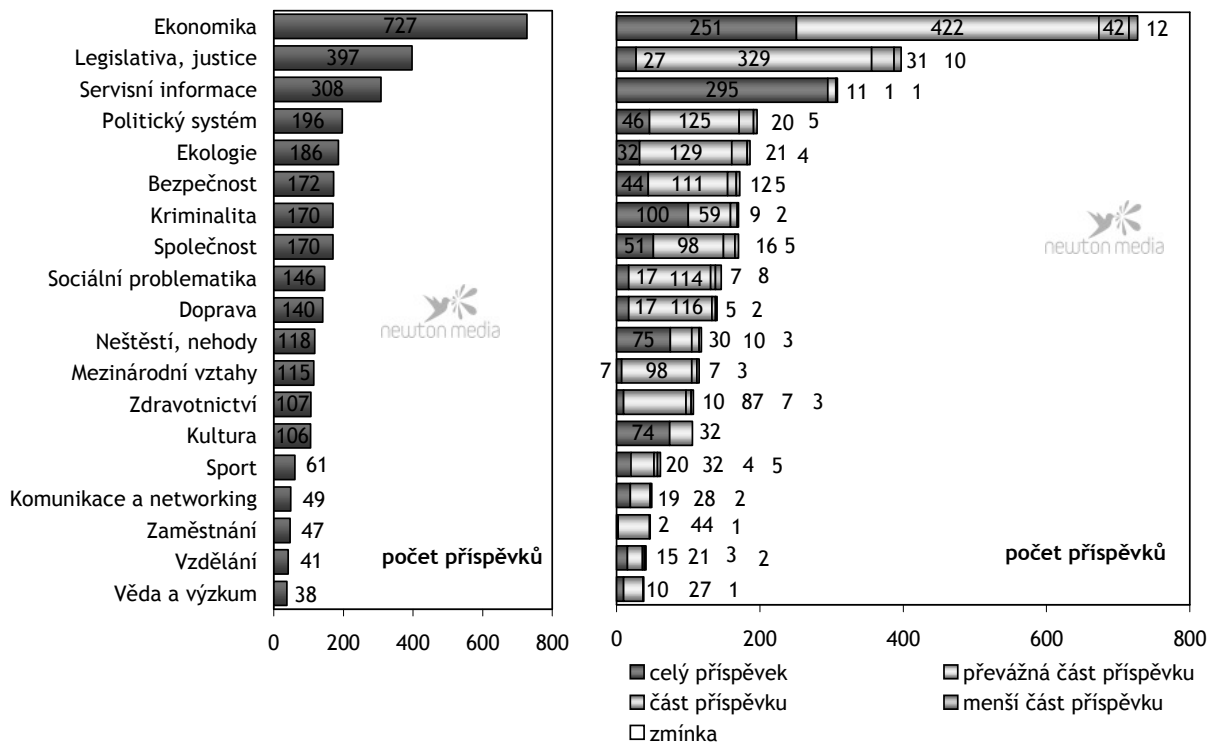 Ekonomika 727 251 422 42 12
Legislativa, justice 397 27 329 31 10
Servisní informace 308 295 11 1 1
Politický systém 196 46 125 20 5
Ekologie 186 32 129 21 4
Bezpečnost 172 44 111 12 5
Kriminalita 170 100 59 9 2
Společnost 170 51 98 16 5
Sociální problematika 146 17 114 7 8
Doprava 140 17 116 5 2
Neštěstí, nehody 118 75 30 10 3
Mezinárodní vztahy 115 7 98 7 3
Zdravotnictví 107 10 87 7 3
Kultura 106 74 32
Sport 61 20 32 4 5
Komunikace a networking 49 19 28 2
Zaměstnání 47 2 44 1
Vzdělání 41 15 21 3 2
Věda a výzkum 38 10 27 1
newton media
newton media
počet příspěvků
počet příspěvků
0 200 400 600 800
0 200 400 600 800
celý příspěvek
převážná část příspěvku
část příspěvku
menší část příspěvku
zmínka